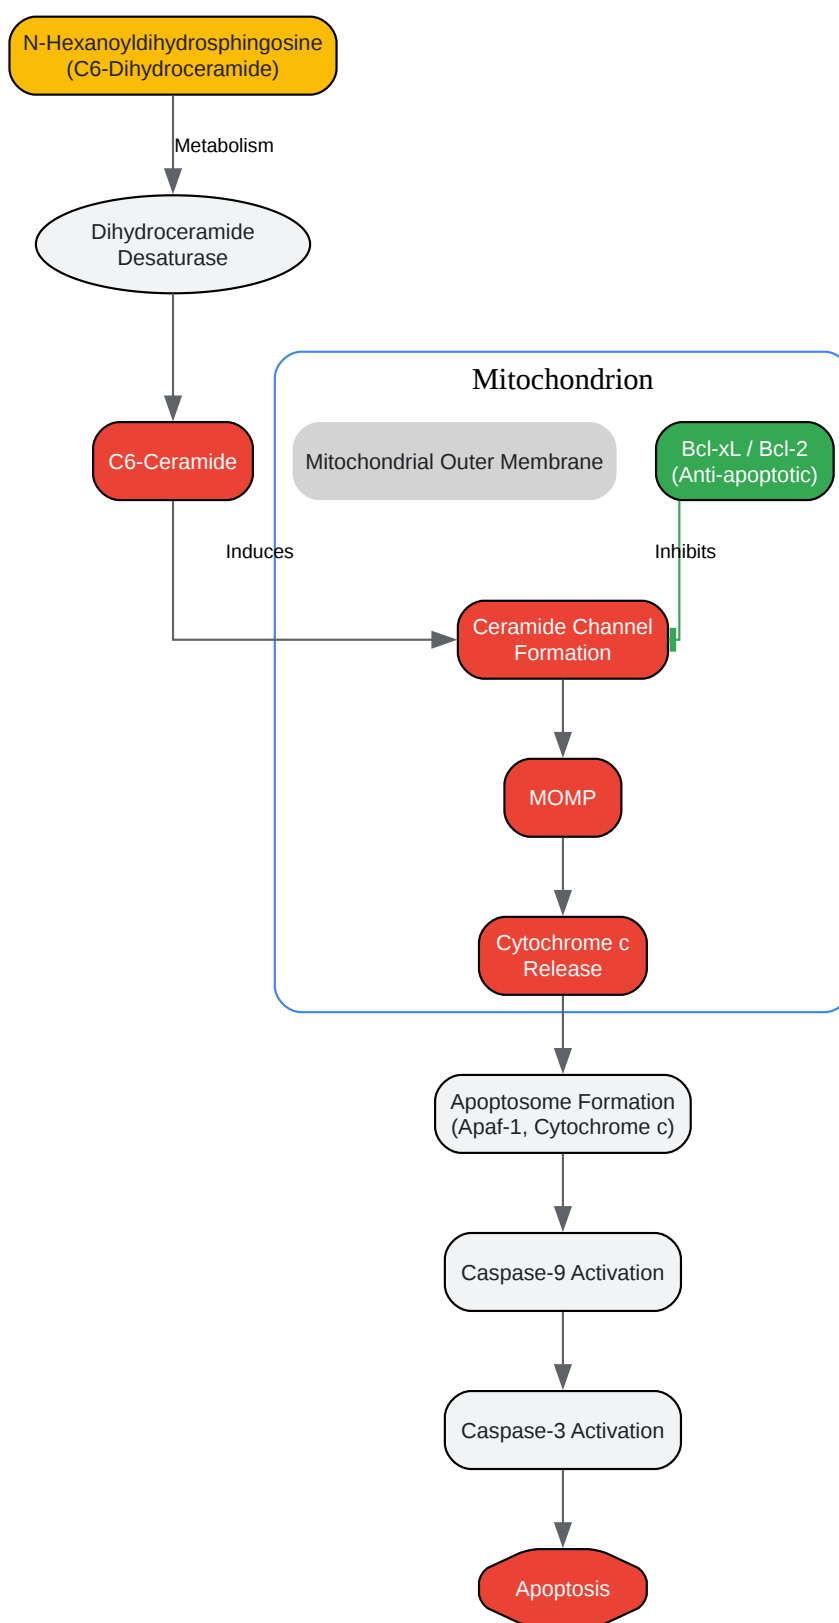 N-Hexanoyldihydrosphingosine
(C6-Dihydroceramide)
Metabolism
Dihydroceramide
Desaturase
Mitochondrion
C6-Ceramide
Mitochondrial Outer Membrane
Bcl-xL / Bcl-2
(Anti-apoptotic)
Induces
Inhibits
Ceramide Channel
Formation
MOMP
Cytochrome c
Release
Apoptosome Formation
(Apaf-1, Cytochrome c)
Caspase-9 Activation
Caspase-3 Activation
Apoptosis